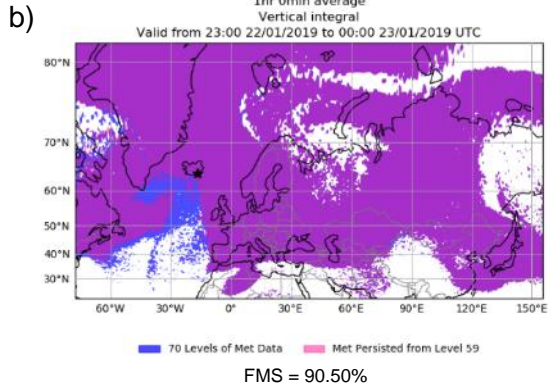 b)
1hr 0min average
Vertical integral
Valid from 23:00 22/01/2019 to 00:00 23/01/2019 UTC
80°N
70°N
60°N
50°N
40°N
30°N
60°W 30°W 0° 30°E 60°E 90°E 120°E 150°E
70 Levels of Met Data Met Persisted from Level 59
FMS = 90.50%